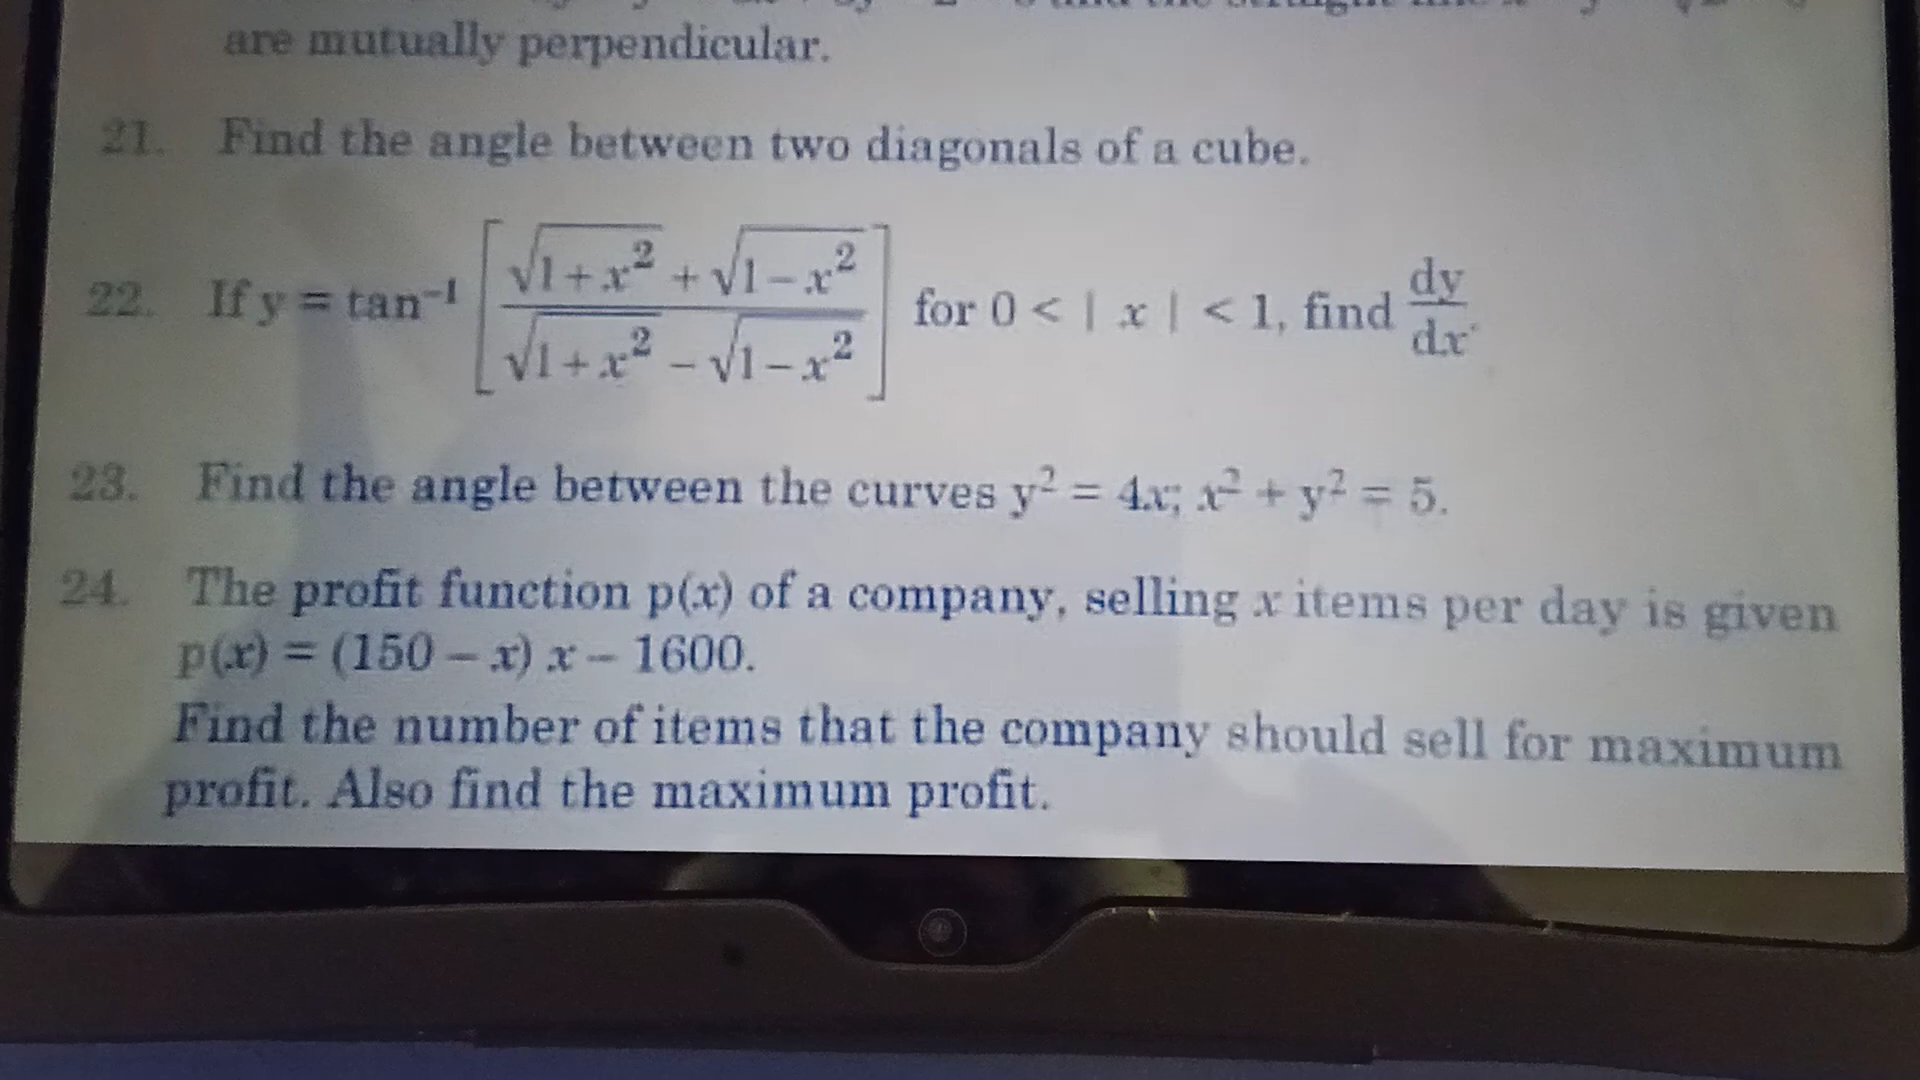 are mutually perpendicular.
21. Find the angle between two diagonals of a cube.
22. If y = tan⁻¹ [ (√1+x² + √1−x²) / (√1+x² − √1−x²) ] for 0 < | x | < 1, find dy/dx.
23. Find the angle between the curves y² = 4x; x² + y² = 5.
24. The profit function p(x) of a company, selling x items per day is given
p(x) = (150 − x) x − 1600.
Find the number of items that the company should sell for maximum
profit. Also find the maximum profit.